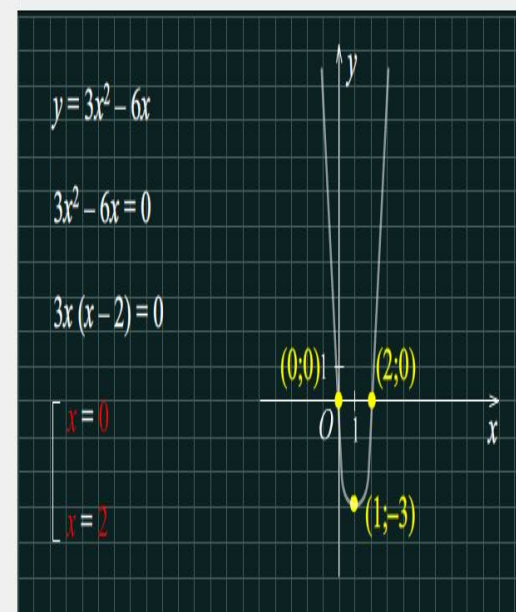 y = 3x² – 6x
3x² – 6x = 0
3x (x – 2) = 0
x = 0
x = 2
y
(0;0) 1 (2;0)
O 1 x
(1;–3)